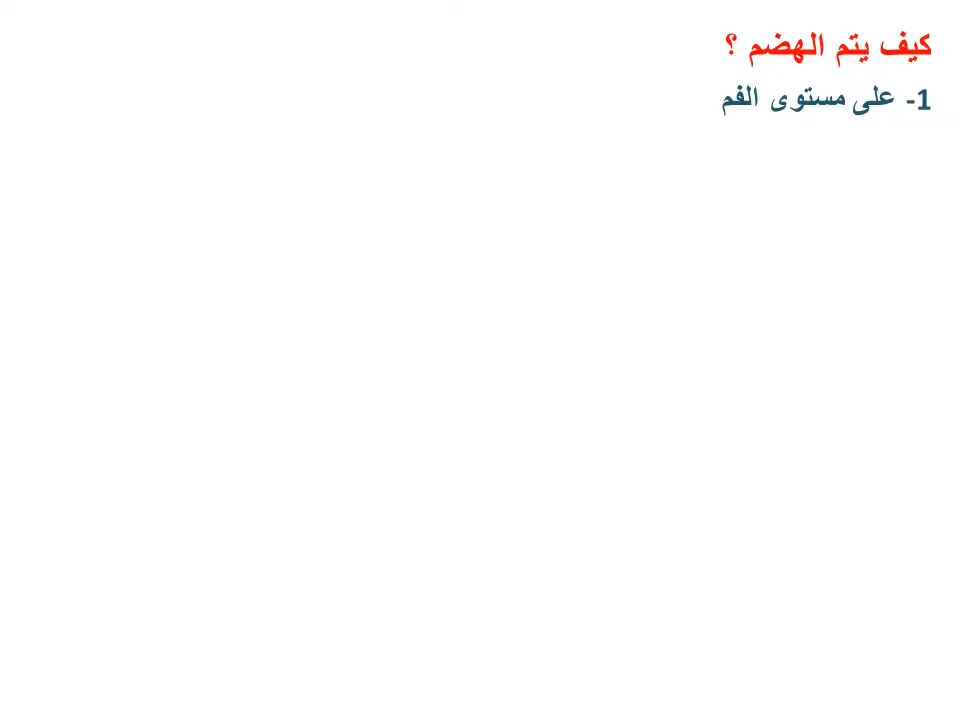 كيف يتم الهضم ؟
1- على مستوى الفم